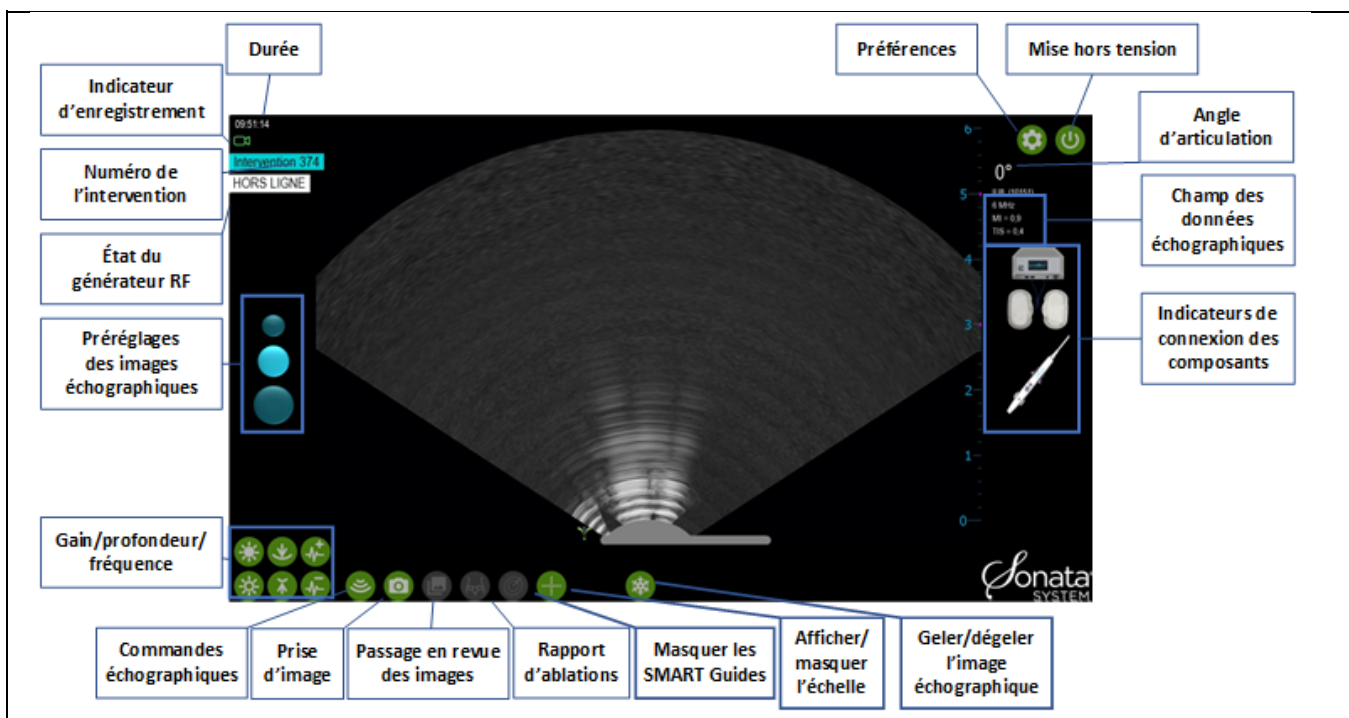 Durée
Préférences
Mise hors tension
Indicateur
d'enregistrement
Numéro de
l'intervention
État du
générateur RF
Préréglages
des images
échographiques
Gain/profondeur/
fréquence
09:51:14
Intervention 374
HORS LIGNE
6
5
4
3
2
1
0
0°
6 MHz
MI = 0,9
TIS = 0,4
Angle
d'articulation
Champ des
données
échographiques
Indicateurs de
connexion des
composants
Sonata
SYSTEM
Commandes
échographiques
Prise
d'image
Passage en revue
des images
Rapport
d'ablations
Masquer les
SMART Guides
Afficher/
masquer
l'échelle
Geler/dégeler
l'image
échographique